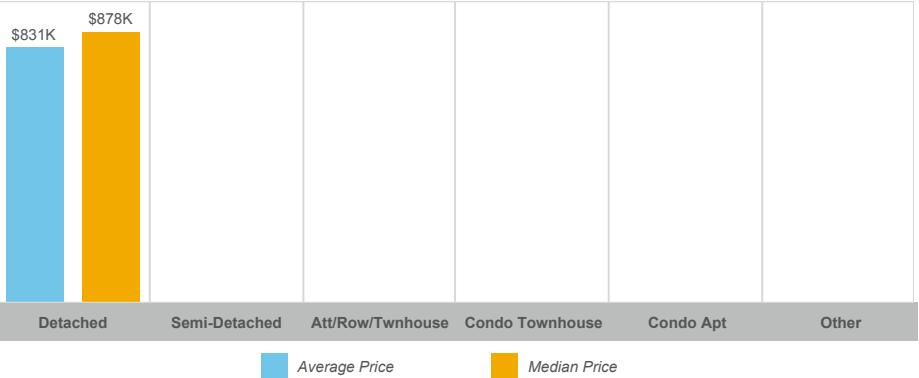 $878K
$831K
Detached Semi-Detached Att/Row/Twnhouse Condo Townhouse Condo Apt Other
Average Price Median Price